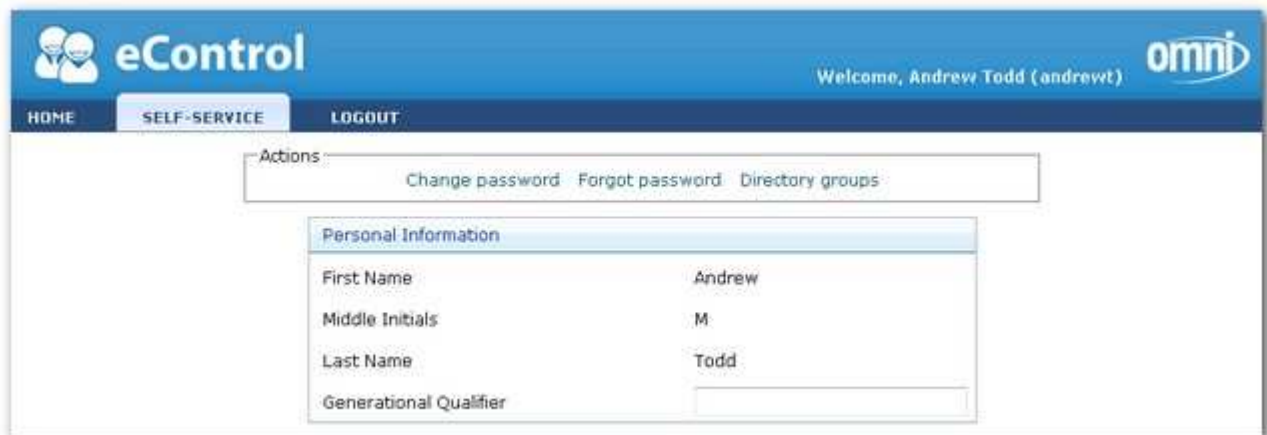 eControl
omni
Welcome, Andrew Todd (andrewt)
HOME SELF-SERVICE LOGOUT
Actions
Change password Forgot password Directory groups
Personal Information
First Name Andrew
Middle Initials M
Last Name Todd
Generational Qualifier